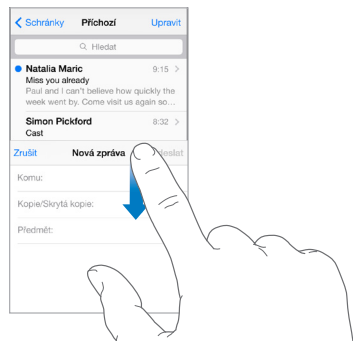 Schránky Příchozí Upravit
Hledat
Natalia Maric 9:15
Miss you already
Paul and I can't believe how quickly the
week went by. Come visit us again so...
Simon Pickford 8:32
Cast
Zrušit Nová zpráva
Komu:
Kopie/Skrytá kopie:
Předmět: